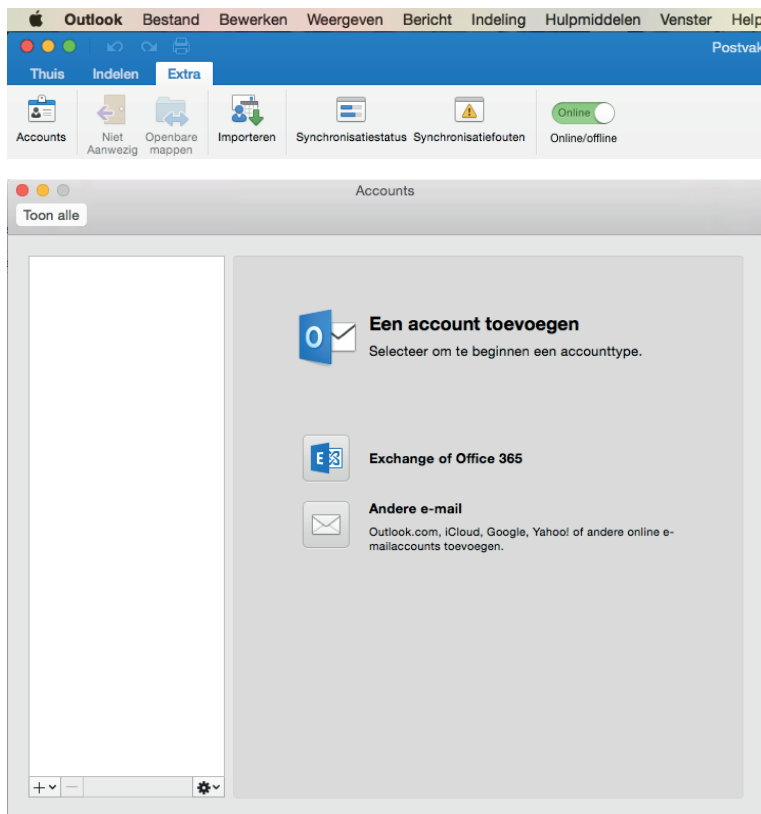 Outlook Bestand Bewerken Weergeven Bericht Indeling Hulpmiddelen Venster Help
Postvak
Thuis Indelen Extra
Accounts Niet Aanwezig Openbare mappen Importeren Synchronisatiestatus Synchronisatiefouten Online Online/offline
Accounts
Toon alle
Een account toevoegen
Selecteer om te beginnen een accounttype.
Exchange of Office 365
Andere e-mail
Outlook.com, iCloud, Google, Yahoo! of andere online e-
mailaccounts toevoegen.